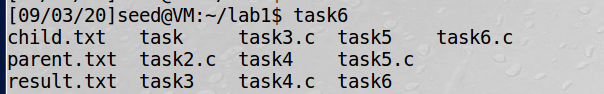 [09/03/20]seed@VM:~/lab1$ task6
child.txt task task3.c task5 task6.c
parent.txt task2.c task4 task5.c
result.txt task3 task4.c task6